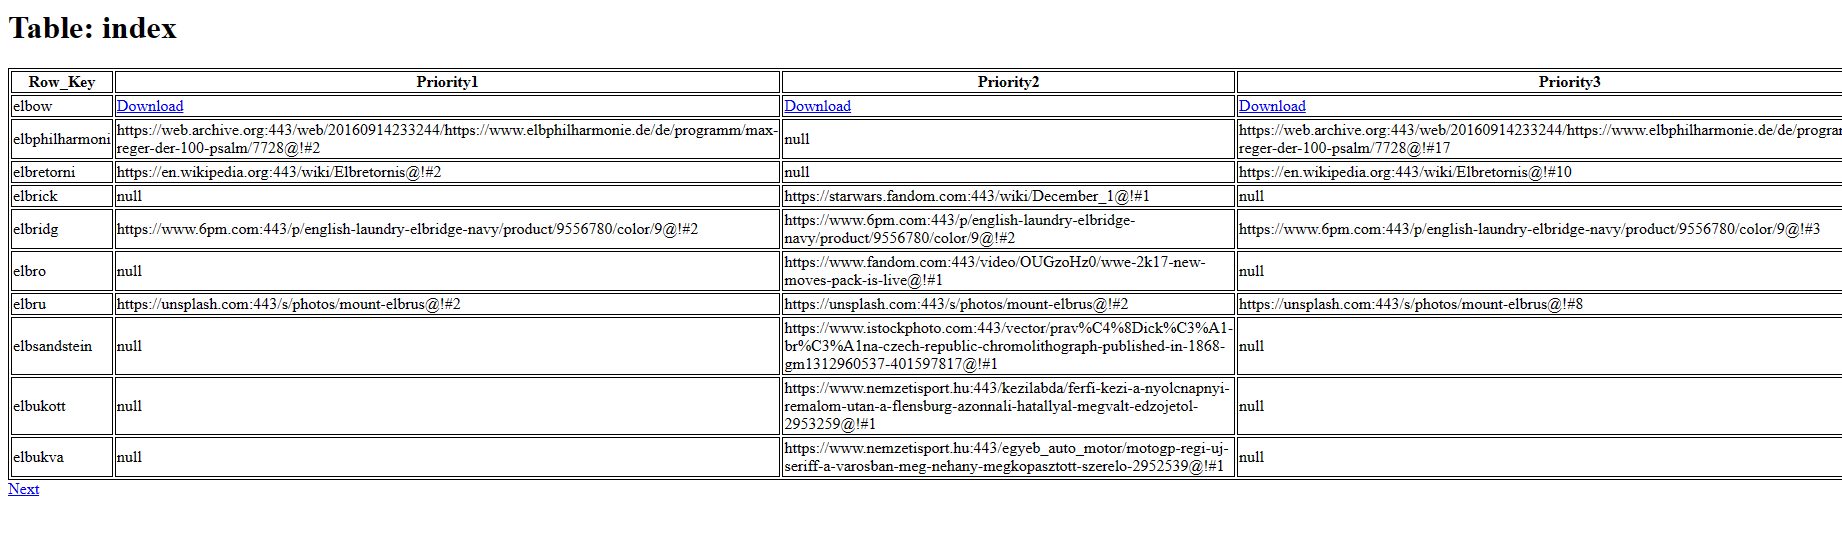 Table: index
Row_Key Priority1 Priority2 Priority3
elbow Download Download Download
elbphilharmoni https://web.archive.org:443/web/20160914233244/https://www.elbphilharmonie.de/de/programm/max-
reger-der-100-psalm/7728@!#2 null https://web.archive.org:443/web/20160914233244/https://www.elbphilharmonie.de/de/progra
reger-der-100-psalm/7728@!#17
elbretorni https://en.wikipedia.org:443/wiki/Elbretornis@!#2 null https://en.wikipedia.org:443/wiki/Elbretornis@!#10
elbrick null https://starwars.fandom.com:443/wiki/December_1@!#1 null
elbridg https://www.6pm.com:443/p/english-laundry-elbridge-navy/product/9556780/color/9@!#2 https://www.6pm.com:443/p/english-laundry-elbridge-
navy/product/9556780/color/9@!#2 https://www.6pm.com:443/p/english-laundry-elbridge-navy/product/9556780/color/9@!#3
elbro null https://www.fandom.com:443/video/OUGzoHz0/wwe-2k17-new-
moves-pack-is-live@!#1 null
elbru https://unsplash.com:443/s/photos/mount-elbrus@!#2 https://unsplash.com:443/s/photos/mount-elbrus@!#2 https://unsplash.com:443/s/photos/mount-elbrus@!#8
elbsandstein null https://www.istockphoto.com:443/vector/prav%C4%8Dick%C3%A1-
br%C3%A1na-czech-republic-chromolithograph-published-in-1868-
gm1312960537-401597817@!#1 null
elbukott null https://www.nemzetisport.hu:443/kezilabda/ferfi-kezi-a-nyolcnapnyi-
remalom-utan-a-flensburg-azonnali-hatallyal-megvalt-edzojetol-
2953259@!#1 null
elbukva null https://www.nemzetisport.hu:443/egyeb_auto_motor/motogp-regi-uj-
seriff-a-varosban-meg-nehany-megkopasztott-szerelo-2952539@!#1 null
Next